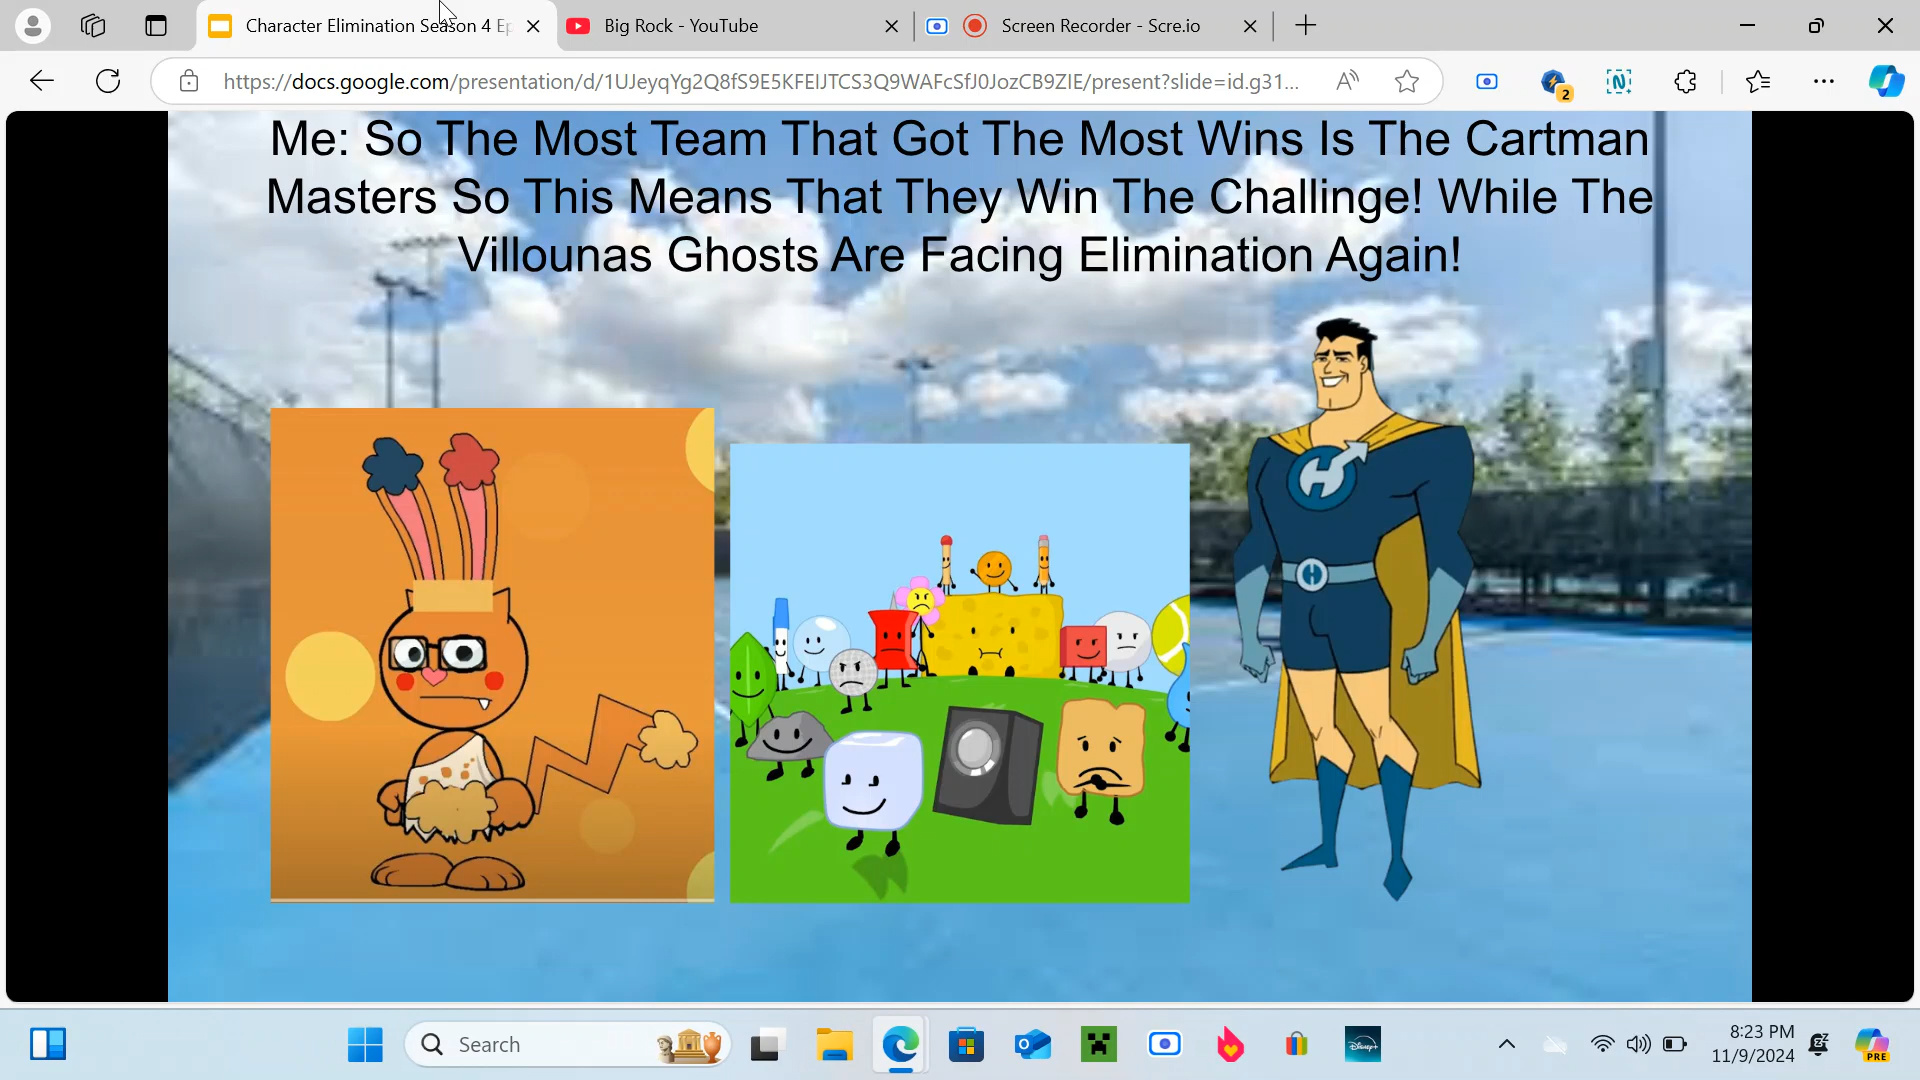 Character Elimination Season 4 Ep
Big Rock - YouTube
Screen Recorder - Scre.io
https://docs.google.com/presentation/d/1UJeyqYg2Q8fS9E5KFEIJTCS3Q9WAFcSfJ0JozCB9ZIE/present?slide=id.g31...
2
Me: So The Most Team That Got The Most Wins Is The Cartman
Masters So This Means That They Win The Challinge! While The
Villounas Ghosts Are Facing Elimination Again!
H
H
Search
Disney+
8:23 PM
11/9/2024
PRE